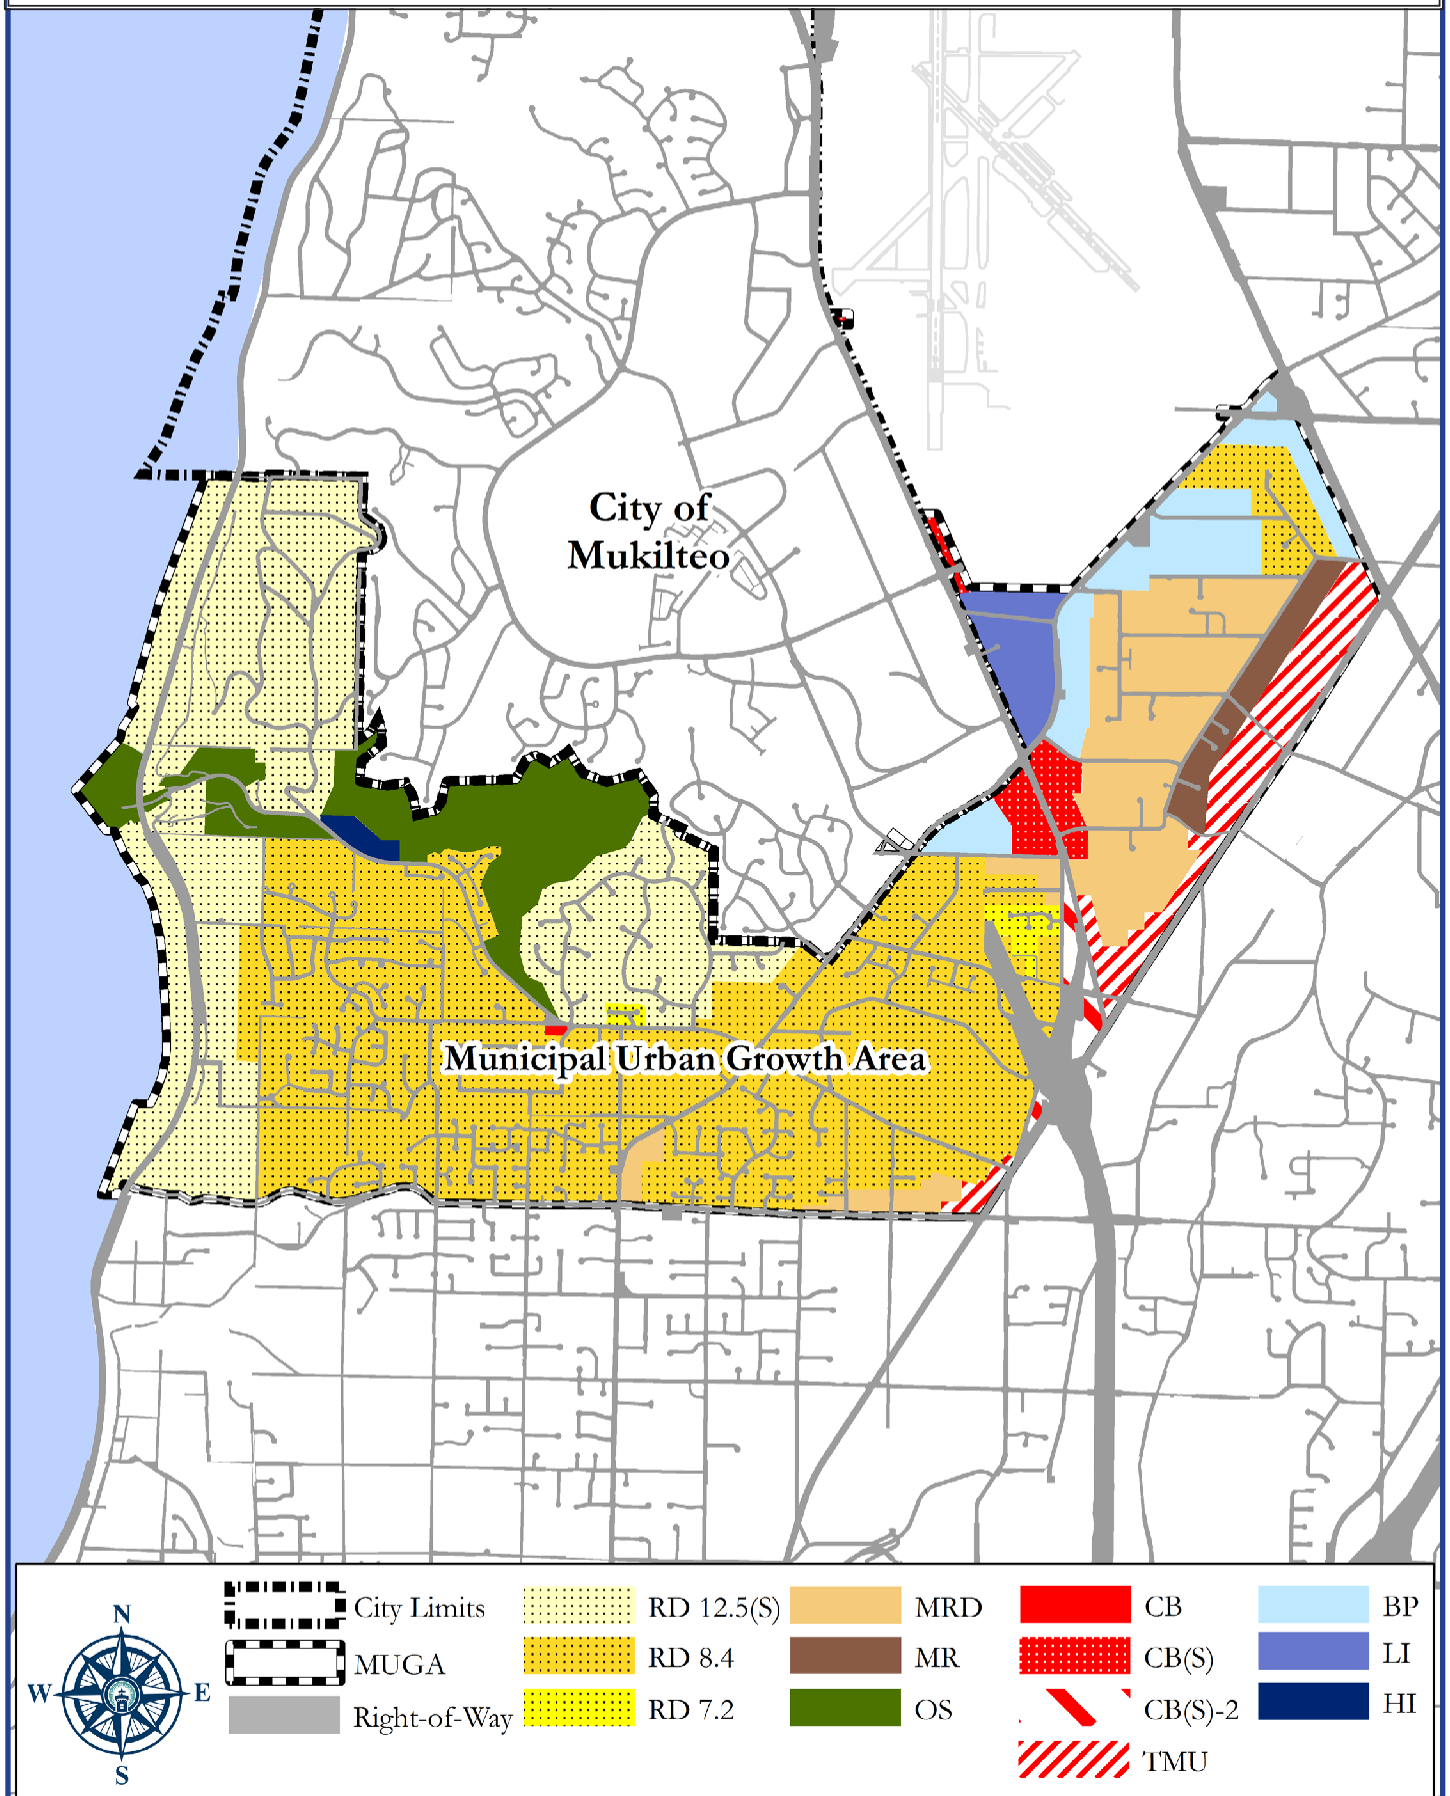 City of
Mukilteo
Municipal Urban Growth Area
N
W
E
S
City Limits
MUGA
Right-of-Way
RD 12.5(S)
RD 8.4
RD 7.2
MRD
MR
OS
CB
CB(S)
CB(S)-2
TMU
BP
LI
HI